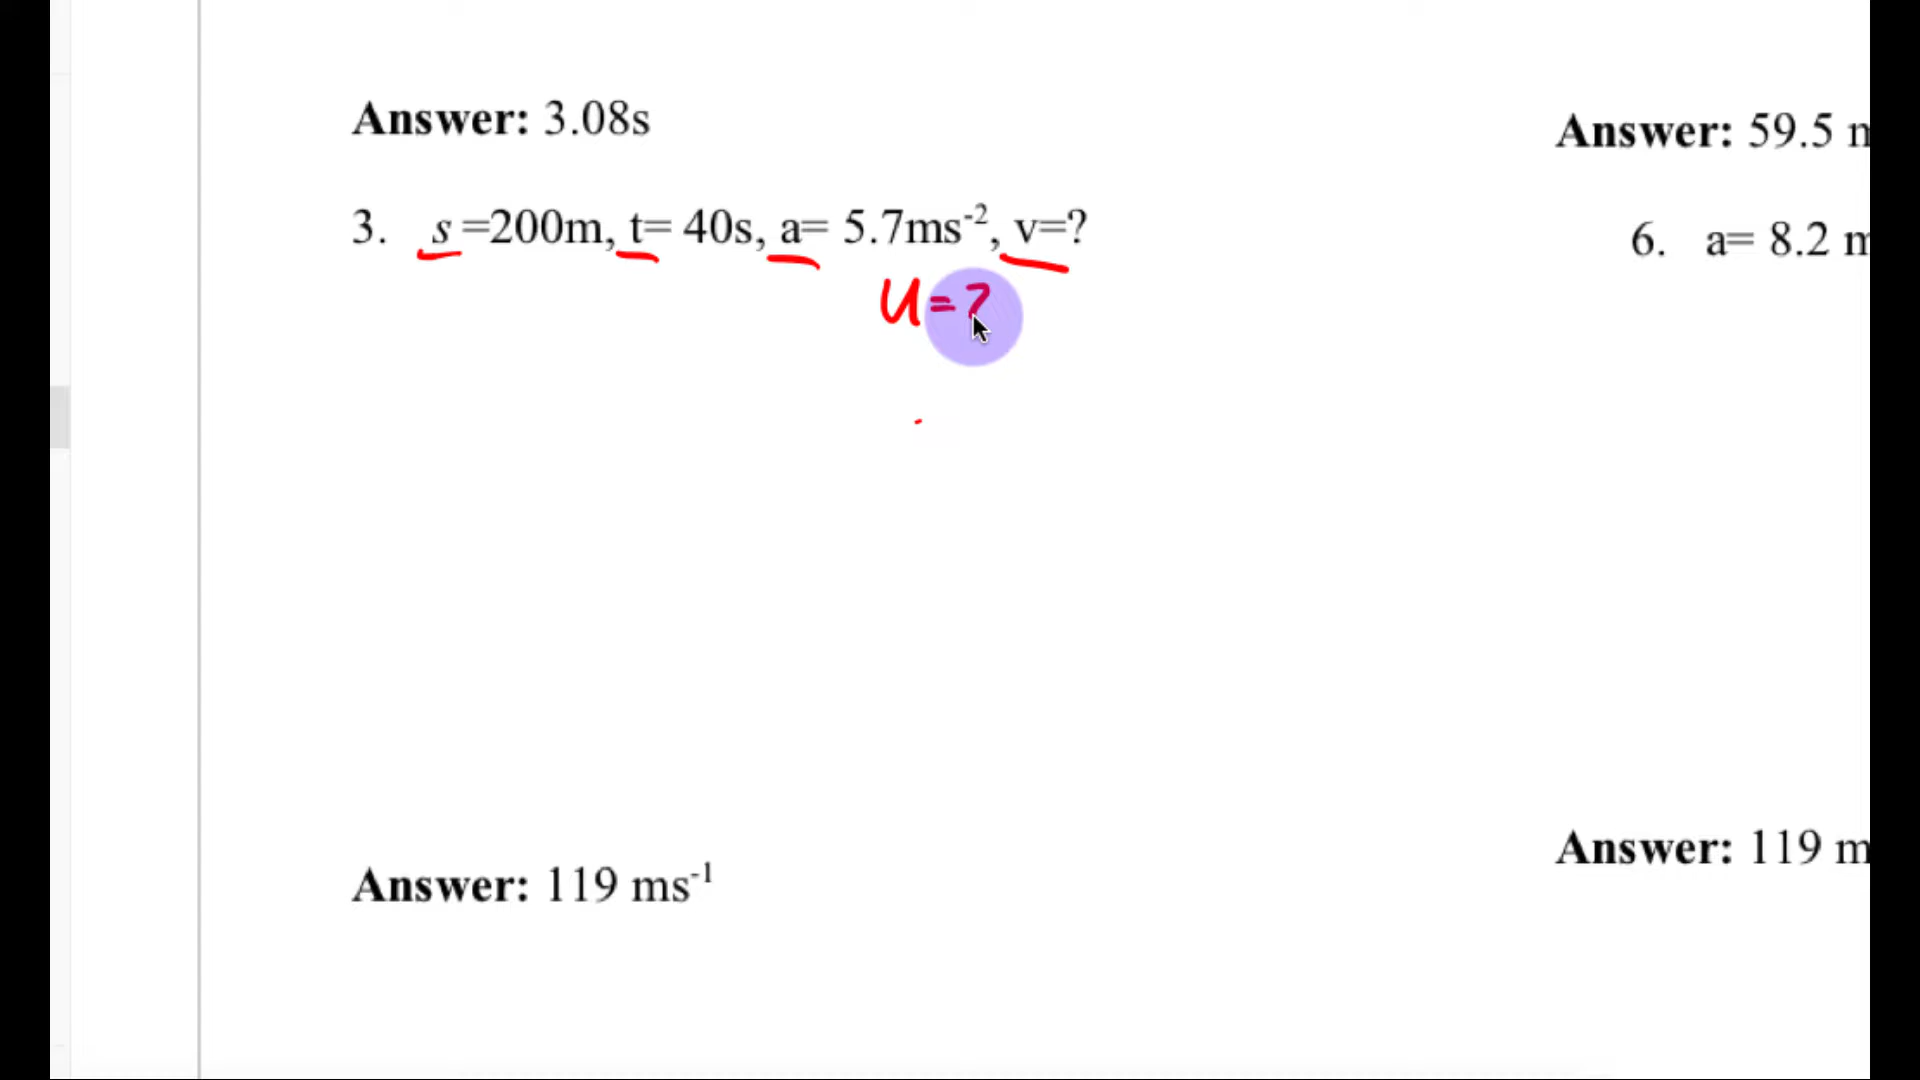 Answer: 3.08s
3. s =200m, t= 40s, a= 5.7ms⁻², v=?
u=?
Answer: 119 ms⁻¹
Answer: 59.5
6. a= 8.2
Answer: 119 m